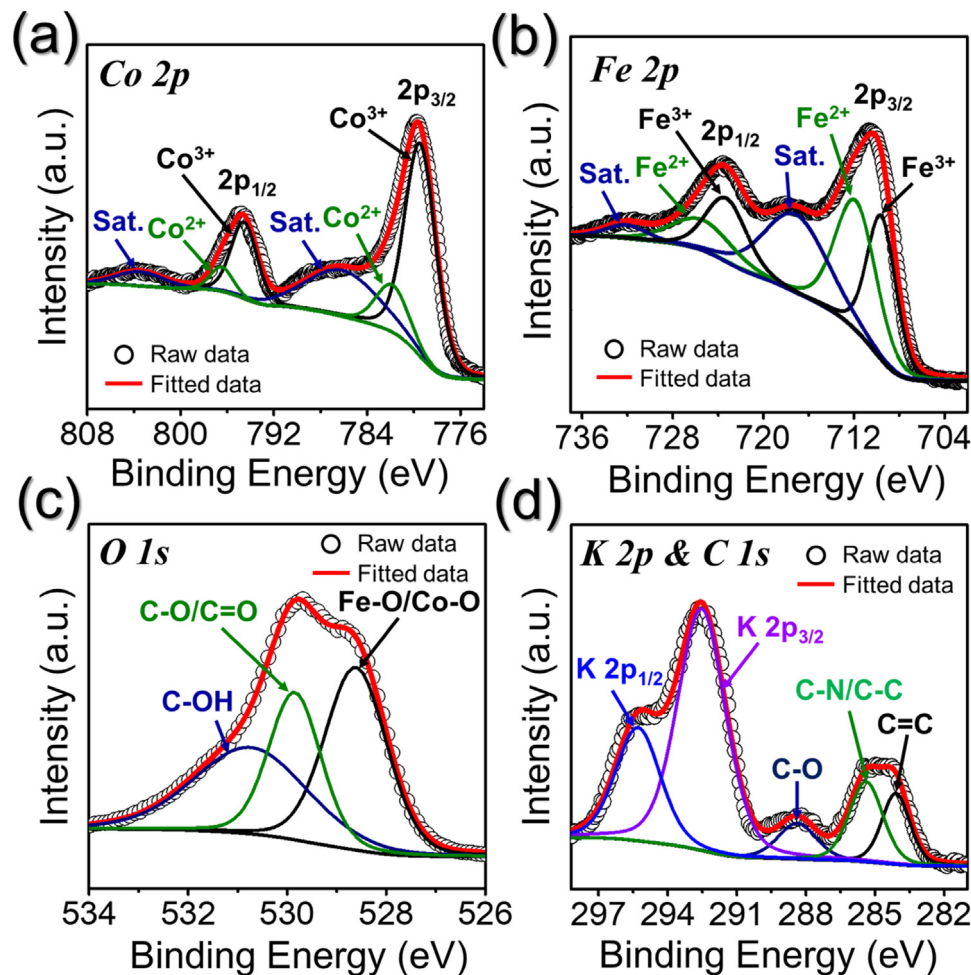 (a)
Co 2p
2p3/2
Co3+
Co3+
2p1/2
Sat.
Co2+
Sat.
Co2+
Raw data
Fitted data
Intensity (a.u.)
808 800 792 784 776
Binding Energy (eV)
(b)
Fe 2p
2p3/2
Fe3+
2p1/2
Fe2+
Sat.
Fe2+
Sat.
Fe3+
Raw data
Fitted data
Intensity (a.u.)
736 728 720 712 704
Binding Energy (eV)
(c)
O 1s
Raw data
Fitted data
Fe-O/Co-O
C-O/C=O
C-OH
Intensity (a.u.)
534 532 530 528 526
Binding Energy (eV)
(d)
K 2p & C 1s
Raw data
Fitted data
K 2p3/2
K 2p1/2
C-N/C-C
C=C
C-O
Intensity (a.u.)
297 294 291 288 285 282
Binding Energy (eV)